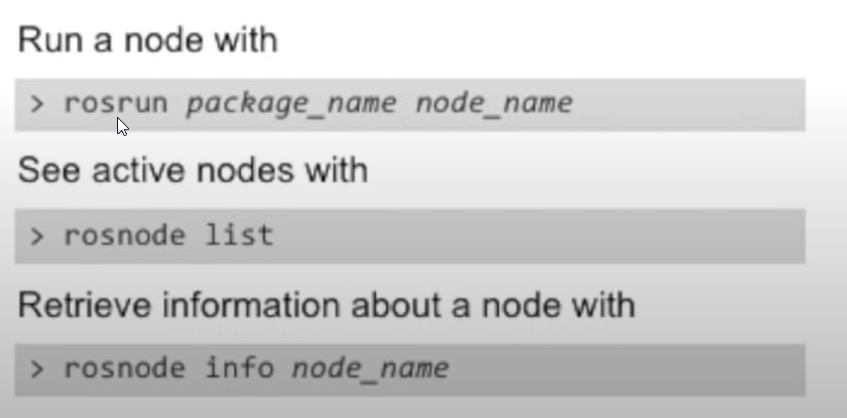 Run a node with
> rosrun package_name node_name
See active nodes with
> rosnode list
Retrieve information about a node with
> rosnode info node_name